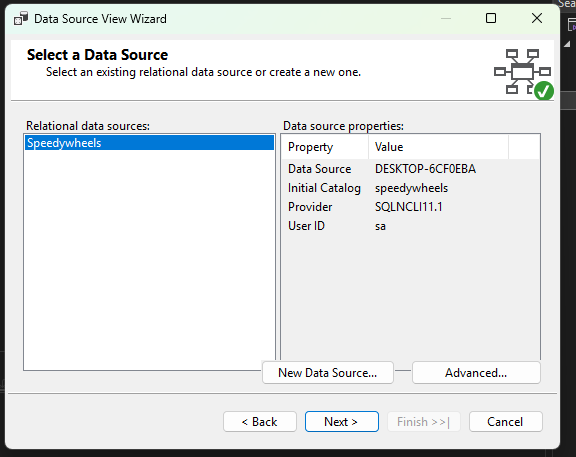 Data Source View Wizard
Sea
Select a Data Source
Select an existing relational data source or create a new one.
Relational data sources:
Speedywheels
Data source properties:
Property Value
Data Source DESKTOP-6CF0EBA
Initial Catalog speedywheels
Provider SQLNCLI11.1
User ID sa
New Data Source... Advanced...
< Back Next > Finish >>| Cancel